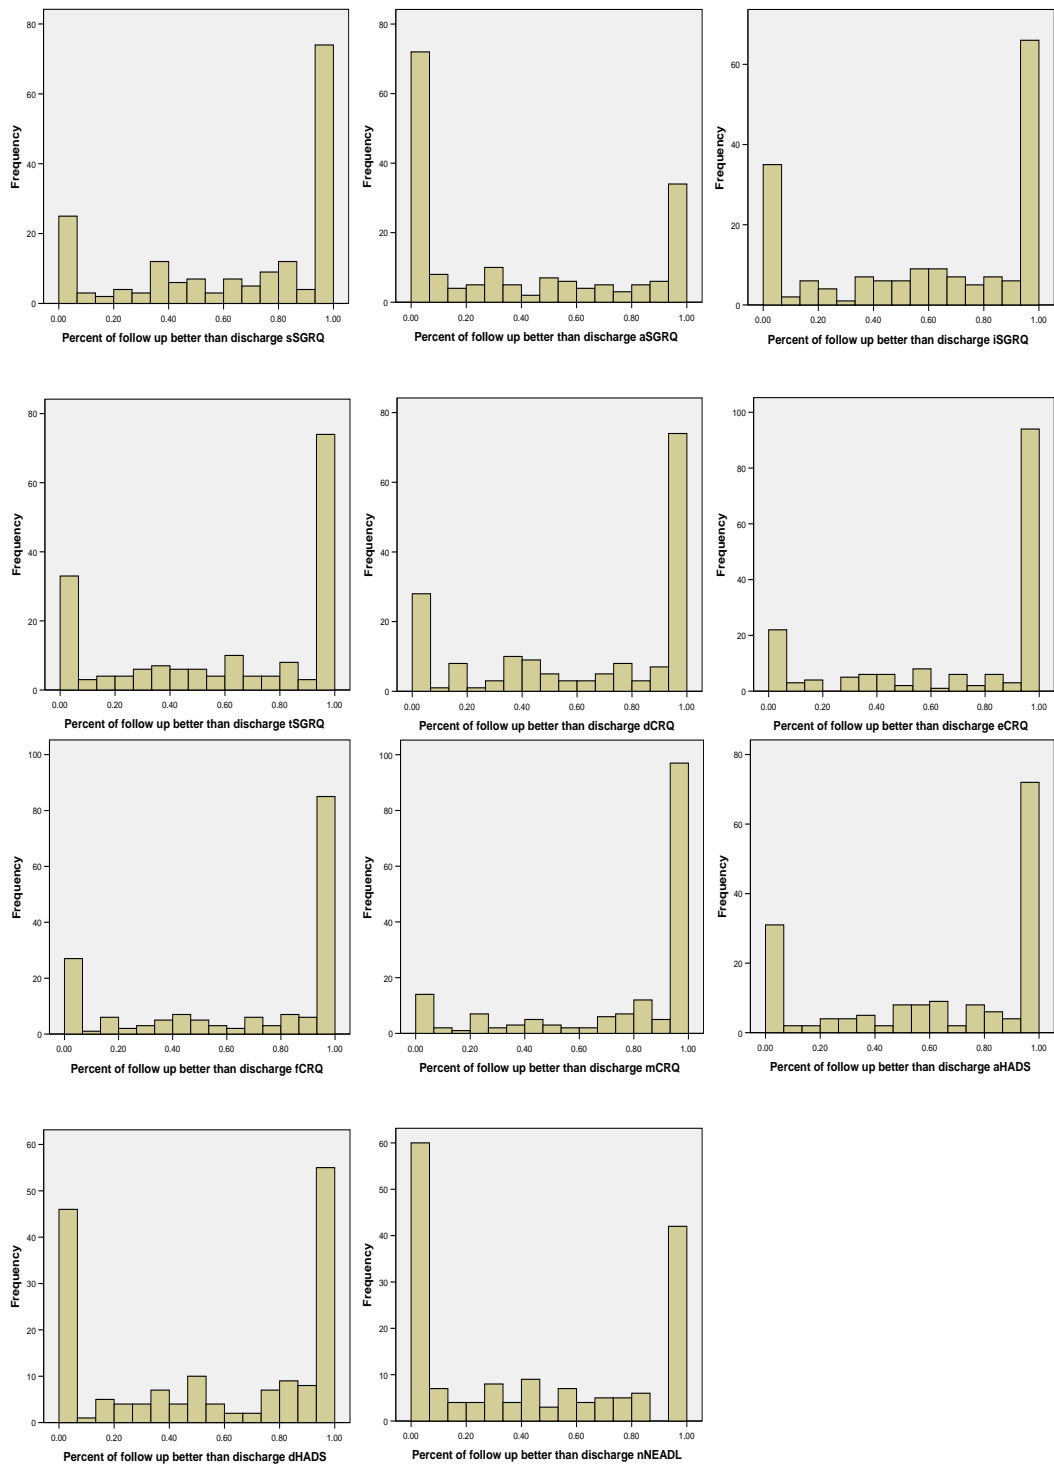 80
60
40
20
0
Frequency
0.00 0.20 0.40 0.60 0.80 1.00
Percent of follow up better than discharge sSGRQ
80
60
40
20
0
Frequency
0.00 0.20 0.40 0.60 0.80 1.00
Percent of follow up better than discharge aSGRQ
60
40
20
0
Frequency
0.00 0.20 0.40 0.60 0.80 1.00
Percent of follow up better than discharge iSGRQ
80
60
40
20
0
Frequency
0.00 0.20 0.40 0.60 0.80 1.00
Percent of follow up better than discharge tSGRQ
80
60
40
20
0
Frequency
0.00 0.20 0.40 0.60 0.80 1.00
Percent of follow up better than discharge dCRQ
100
80
60
40
20
0
Frequency
0.00 0.20 0.40 0.60 0.80 1.00
Percent of follow up better than discharge eCRQ
100
80
60
40
20
0
Frequency
0.00 0.20 0.40 0.60 0.80 1.00
Percent of follow up better than discharge fCRQ
100
80
60
40
20
0
Frequency
0.00 0.20 0.40 0.60 0.80 1.00
Percent of follow up better than discharge mCRQ
80
60
40
20
0
Frequency
0.00 0.20 0.40 0.60 0.80 1.00
Percent of follow up better than discharge aHADS
60
50
40
30
20
10
0
Frequency
0.00 0.20 0.40 0.60 0.80 1.00
Percent of follow up better than discharge dHADS
60
50
40
30
20
10
0
Frequency
0.00 0.20 0.40 0.60 0.80 1.00
Percent of follow up better than discharge nNEADL